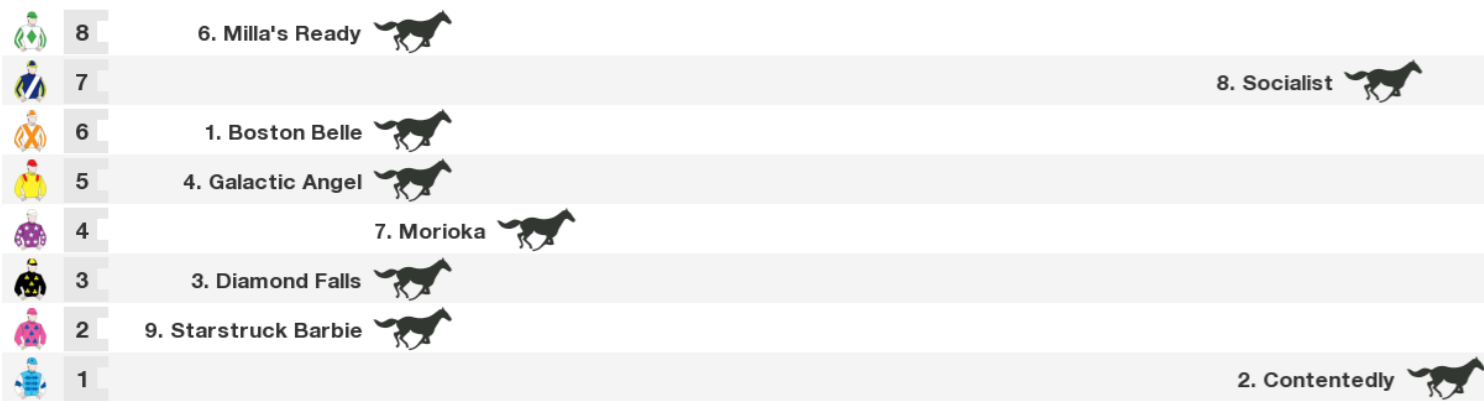 8 6. Milla's Ready
7 8. Socialist
6 1. Boston Belle
5 4. Galactic Angel
4 7. Morioka
3 3. Diamond Falls
2 9. Starstruck Barbie
1 2. Contentedly